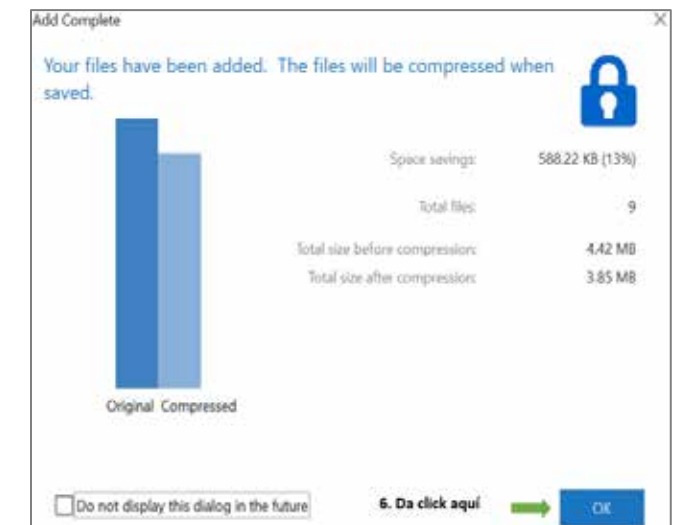 Add Complete
Your files have been added. The files will be compressed when
saved.
Space savings: 588.22 KB (13%)
Total files: 9
Total size before compression: 4.42 MB
Total size after compression: 3.85 MB
Original Compressed
Do not display this dialog in the future 6. Da click aquí OK